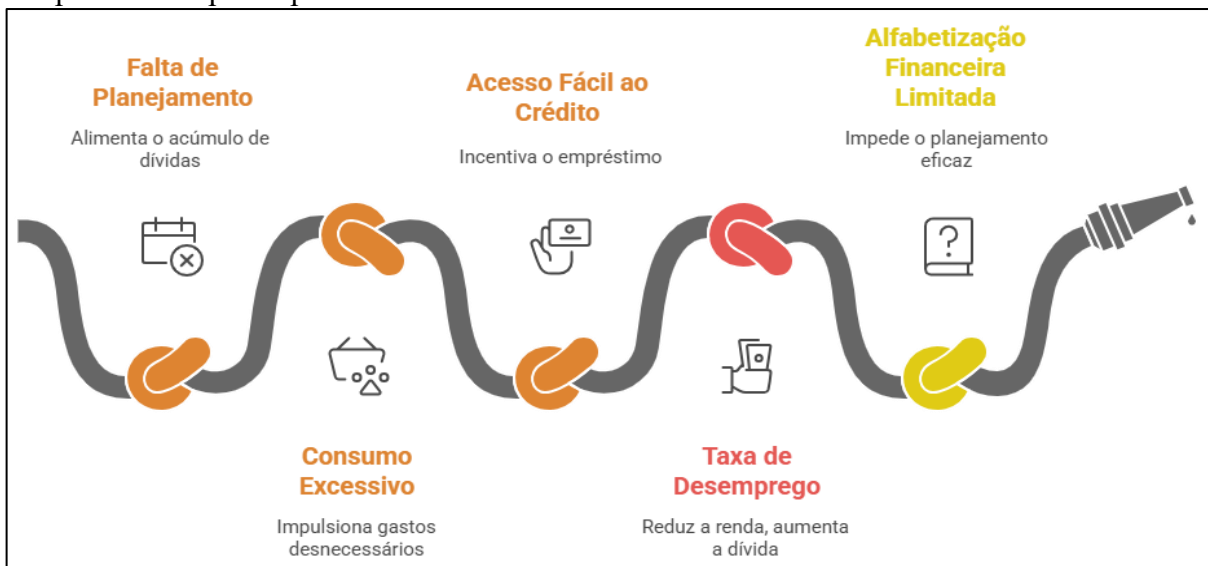 Falta de
Planejamento
Alimenta o acúmulo de
dívidas
Consumo
Excessivo
Impulsiona gastos
desnecessários
Acesso Fácil ao
Crédito
Incentiva o empréstimo
Taxa de
Desemprego
Reduz a renda, aumenta
a dívida
Alfabetização
Financeira
Limitada
Impede o planejamento
eficaz